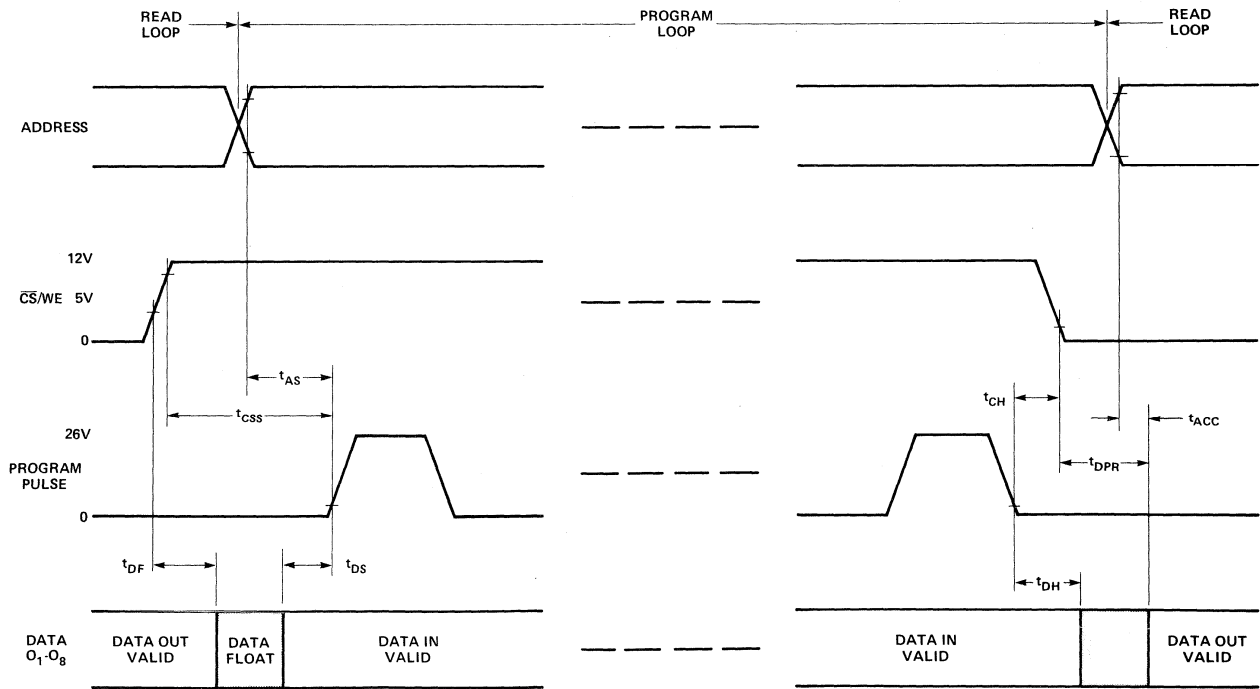 READ
LOOP
PROGRAM
LOOP
READ
LOOP
ADDRESS
12V
CS/WE 5V
0
tAS
tCSS
tCH
tACC
26V
PROGRAM
PULSE
tDPR
0
tDF
tDS
tDH
DATA
O1-O8
DATA OUT
VALID
DATA
FLOAT
DATA IN
VALID
DATA IN
VALID
DATA OUT
VALID